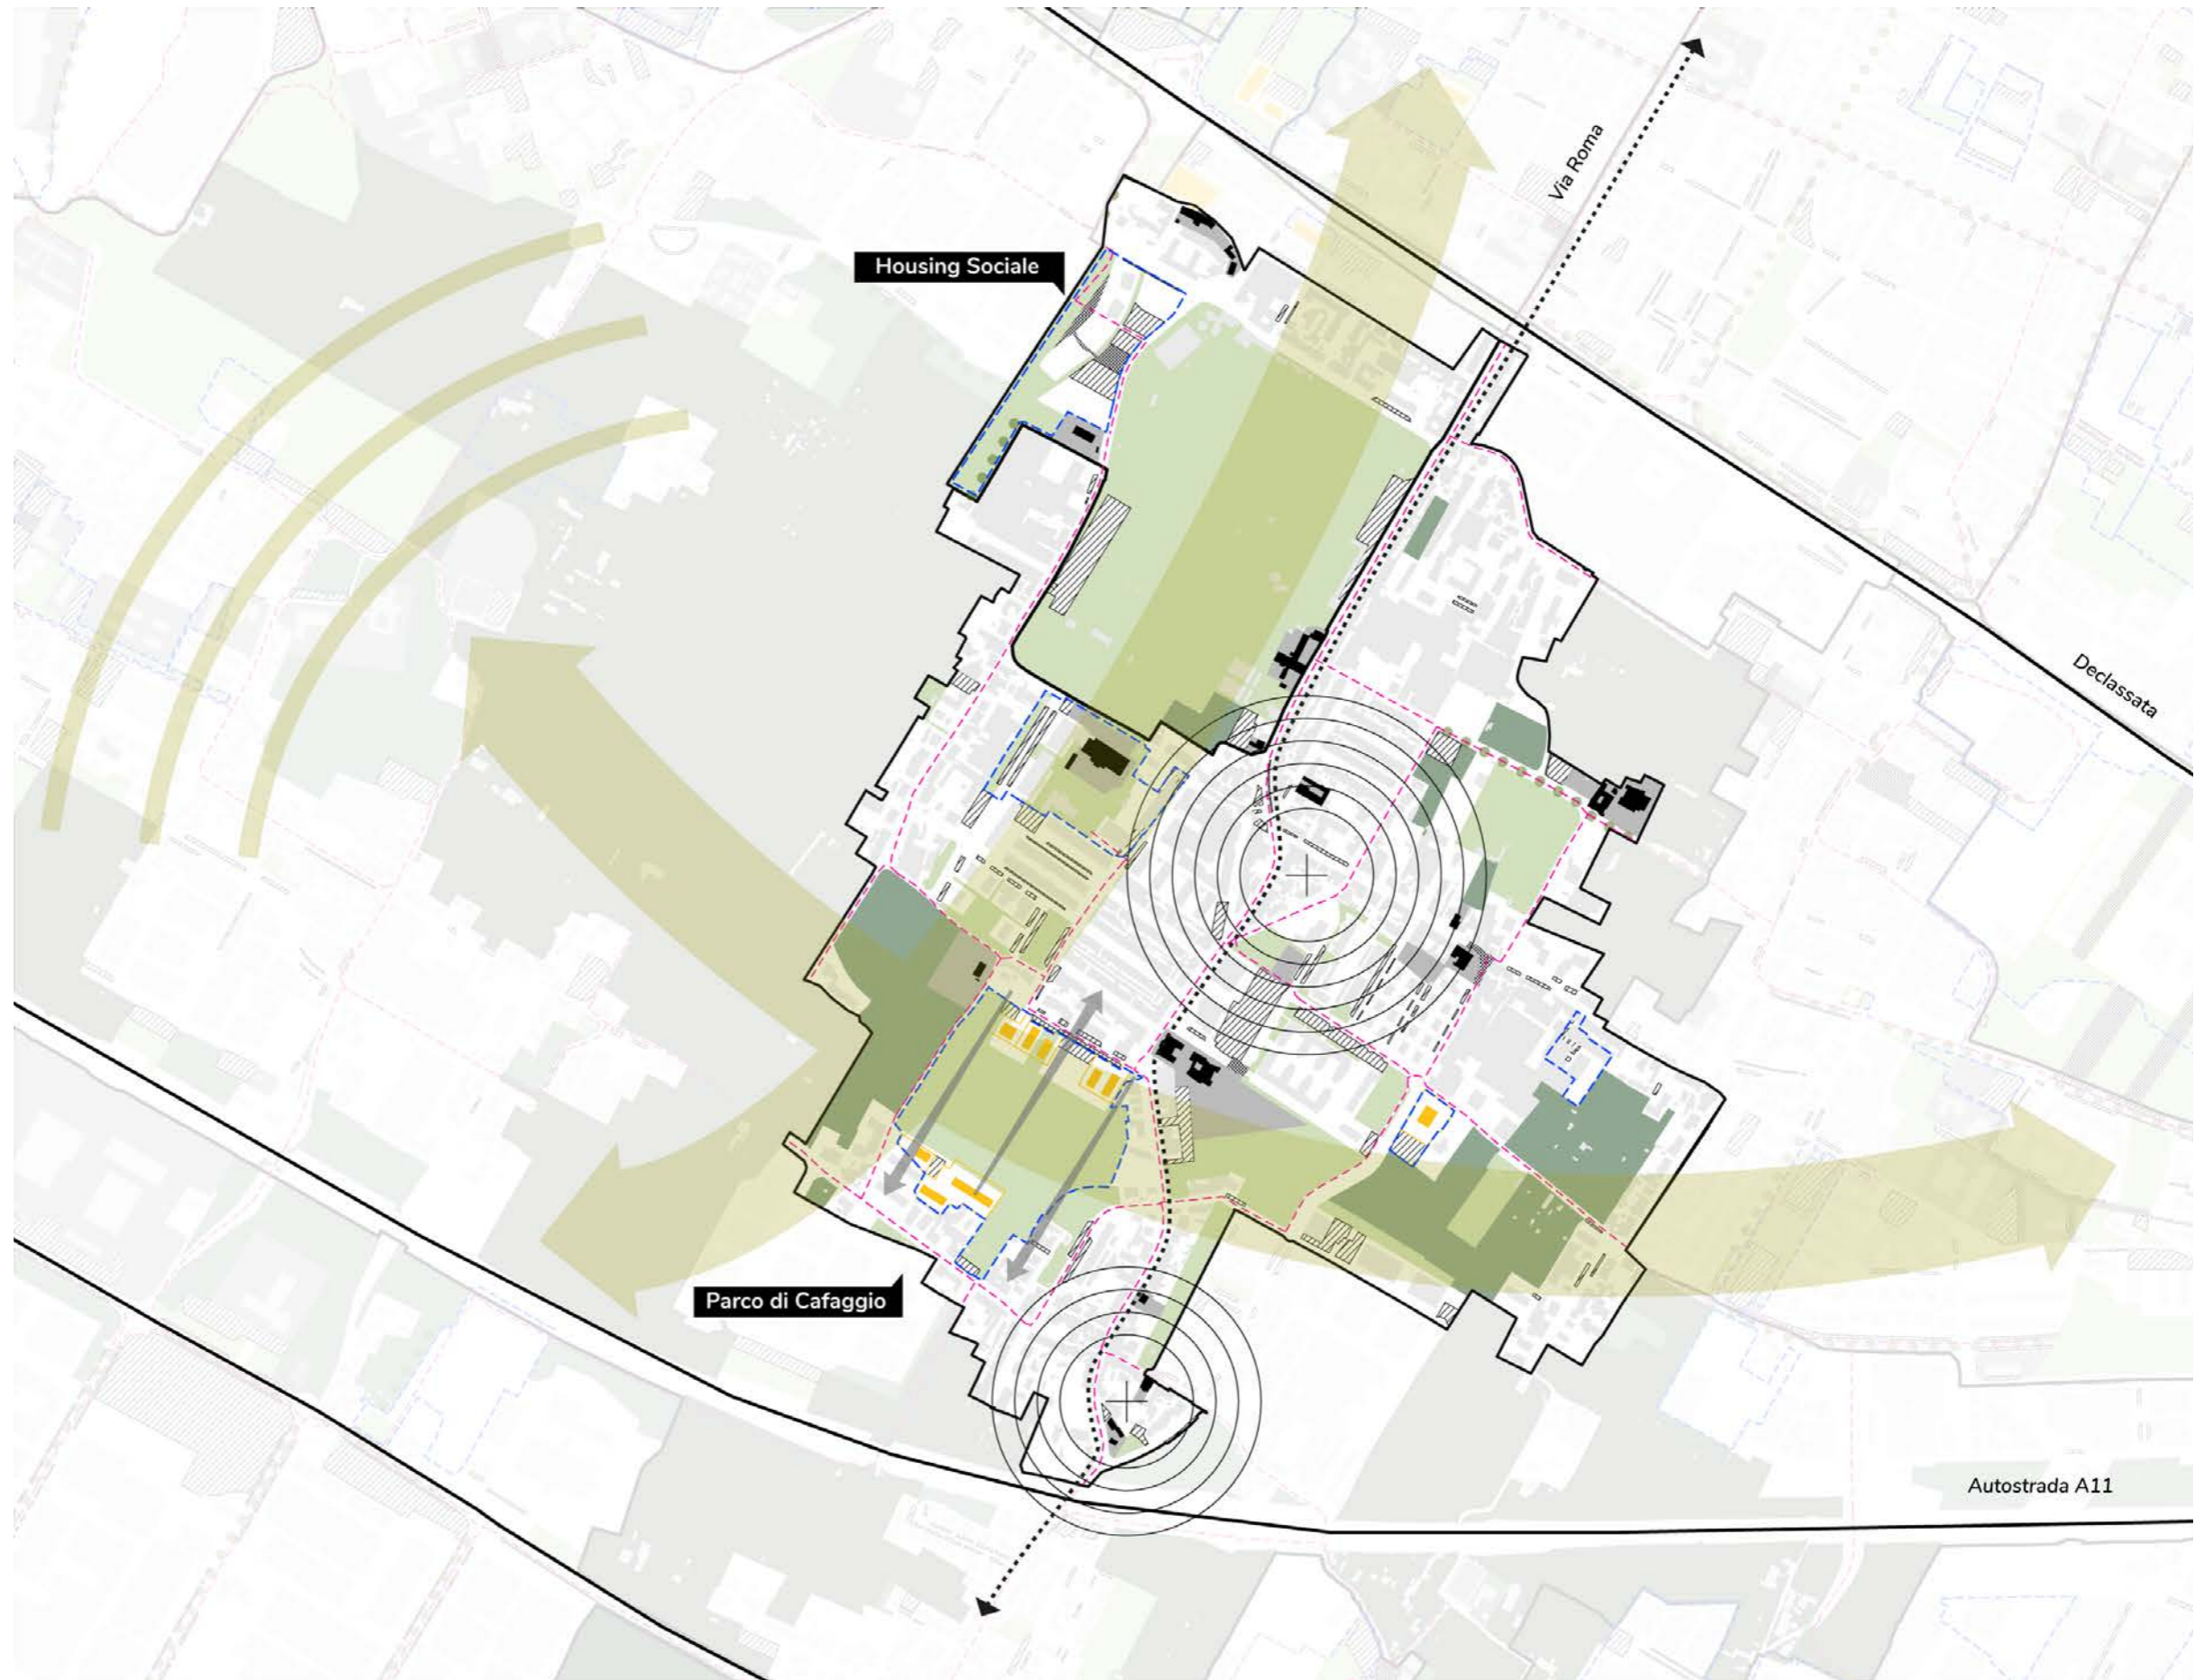 Via Roma
Housing Sociale
Declassata
Parco di Cafaggio
Autostrada A11